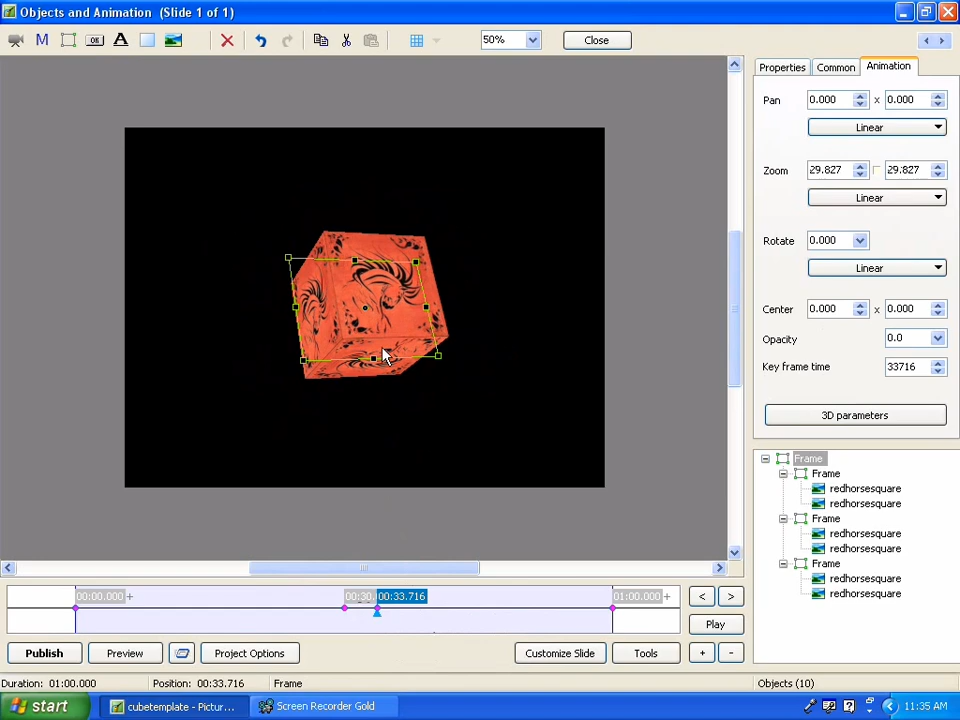 Objects and Animation (Slide 1 of 1)
M OK A 50% Close
Properties Common Animation
Pan 0.000 x 0.000
Linear
Zoom 29.827 29.827
Linear
Rotate 0.000
Linear
Center 0.000 x 0.000
Opacity 0.0
Key frame time 33716
3D parameters
Frame
Frame
redhorsesquare
redhorsesquare
Frame
redhorsesquare
redhorsesquare
Frame
redhorsesquare
redhorsesquare
00:00.000 + 00:30. 00:33.716 01:00.000 + < >
Play
Publish Preview Project Options Customize Slide Tools + -
Duration: 01:00.000 Position: 00:33.716 Frame Objects (10)
start cubetemplate - Pictur... Screen Recorder Gold 11:35 AM